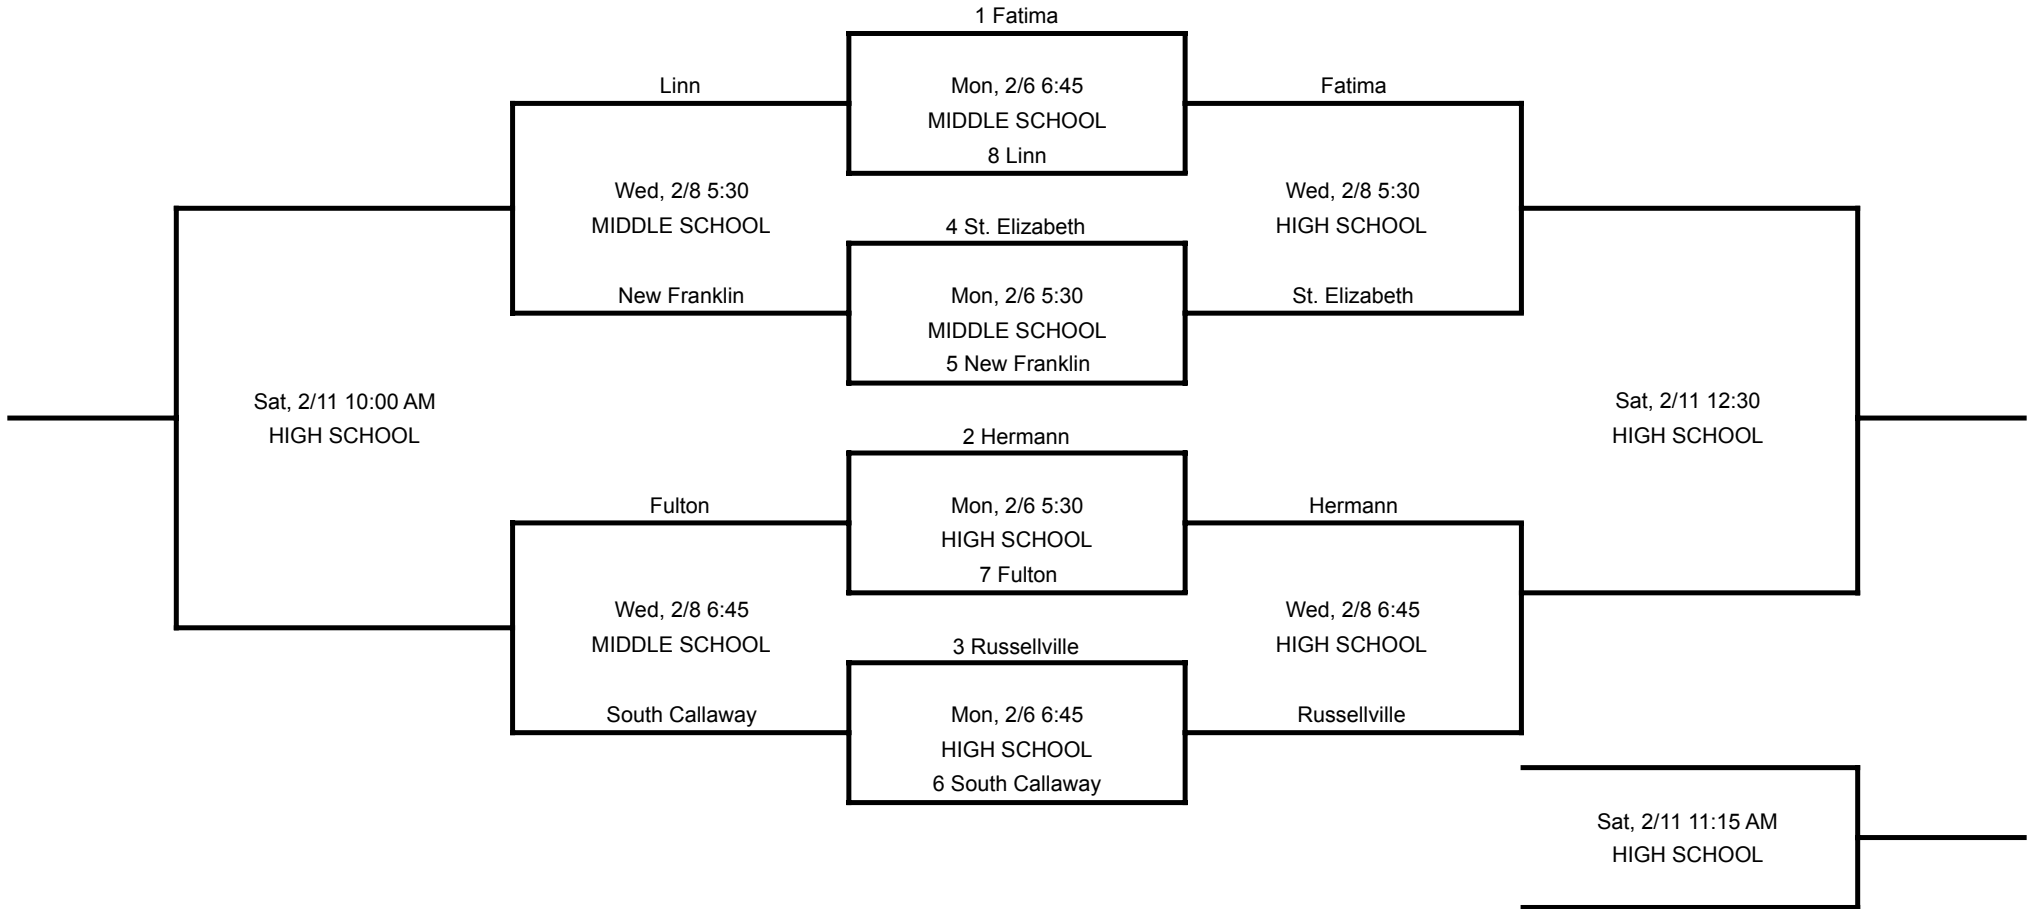 1 Fatima
Linn
Mon, 2/6 6:45
Fatima
MIDDLE SCHOOL
8 Linn
Wed, 2/8 5:30
Wed, 2/8 5:30
MIDDLE SCHOOL
4 St. Elizabeth
HIGH SCHOOL
New Franklin
Mon, 2/6 5:30
St. Elizabeth
MIDDLE SCHOOL
5 New Franklin
Sat, 2/11 10:00 AM
Sat, 2/11 12:30
HIGH SCHOOL
2 Hermann
HIGH SCHOOL
Fulton
Mon, 2/6 5:30
Hermann
HIGH SCHOOL
7 Fulton
Wed, 2/8 6:45
Wed, 2/8 6:45
MIDDLE SCHOOL
3 Russellville
HIGH SCHOOL
South Callaway
Mon, 2/6 6:45
Russellville
HIGH SCHOOL
6 South Callaway
Sat, 2/11 11:15 AM
HIGH SCHOOL